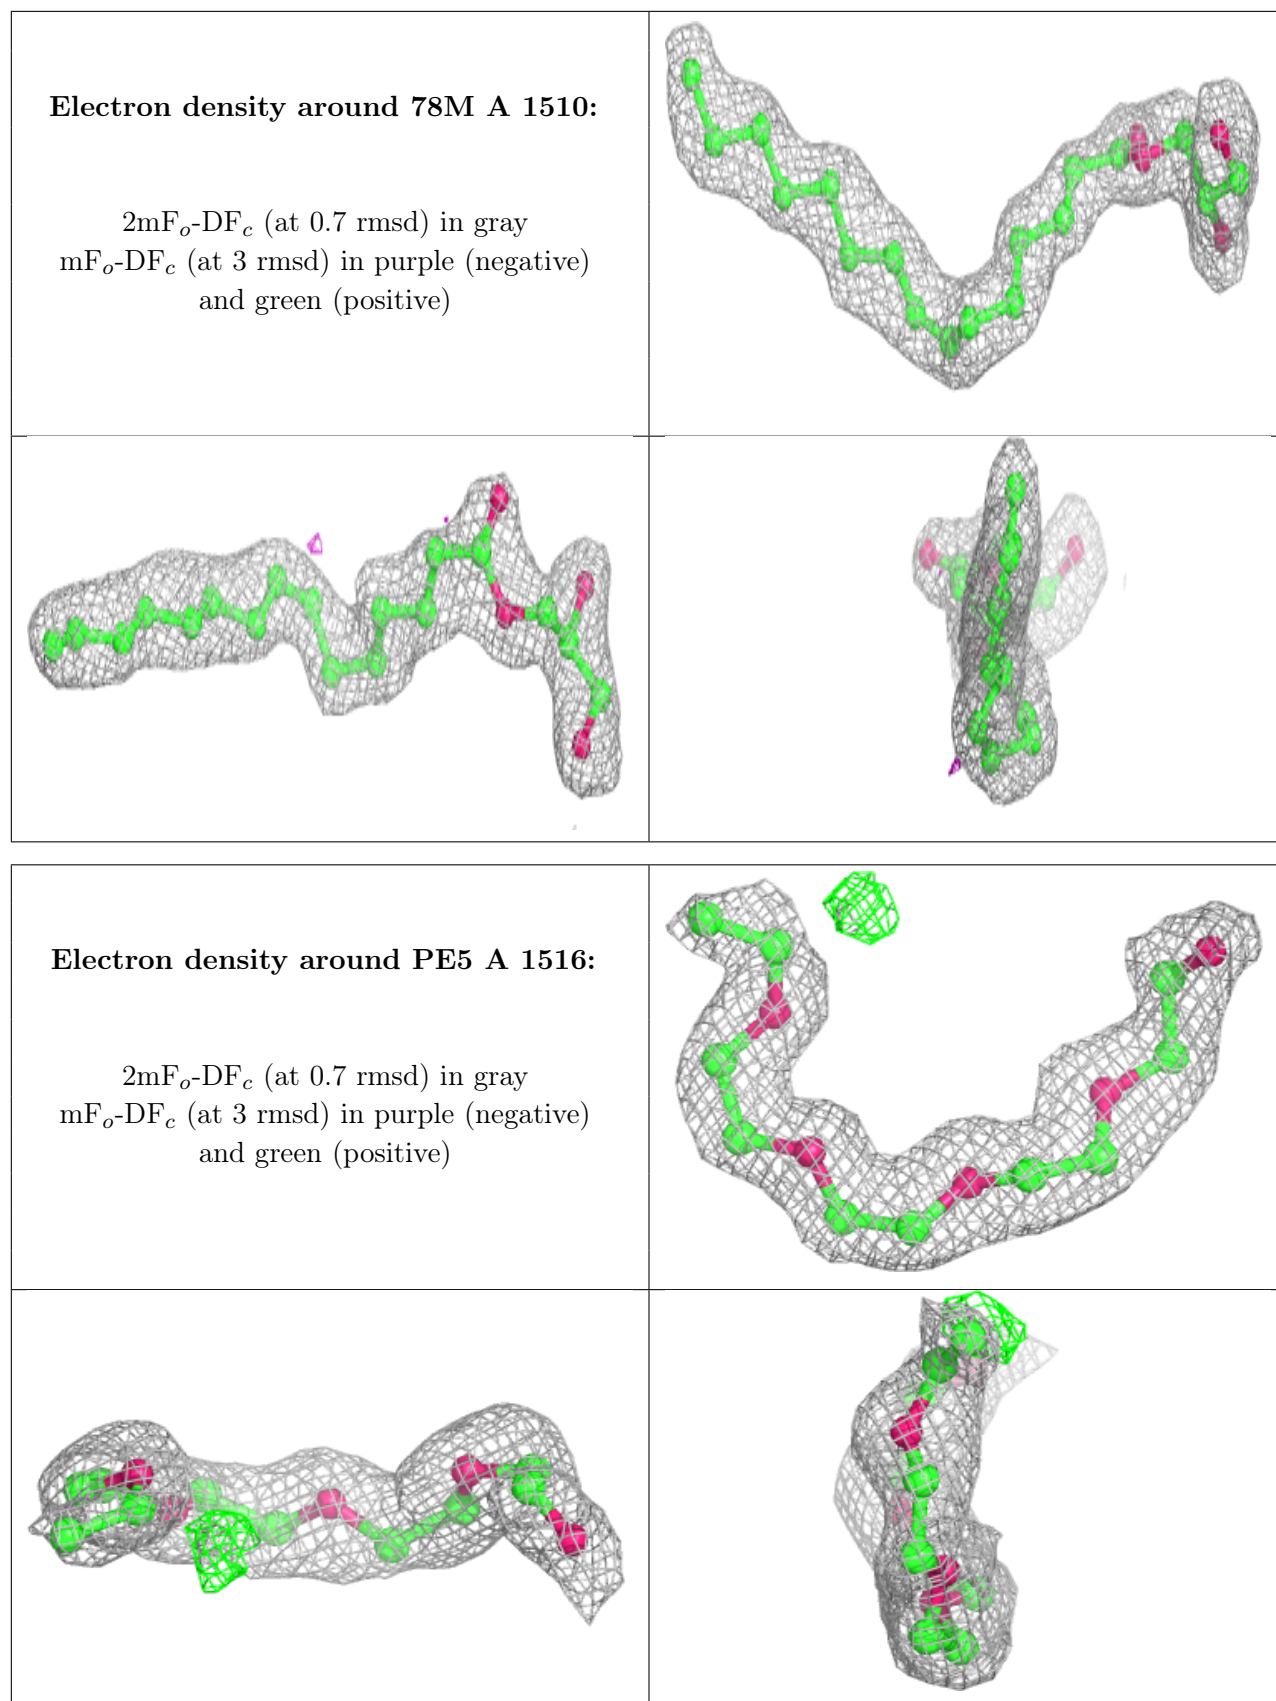 Electron density around 78M A 1510:
2mFo-DFc (at 0.7 rmsd) in gray
mFo-DFc (at 3 rmsd) in purple (negative)
and green (positive)
Electron density around PE5 A 1516:
2mFo-DFc (at 0.7 rmsd) in gray
mFo-DFc (at 3 rmsd) in purple (negative)
and green (positive)